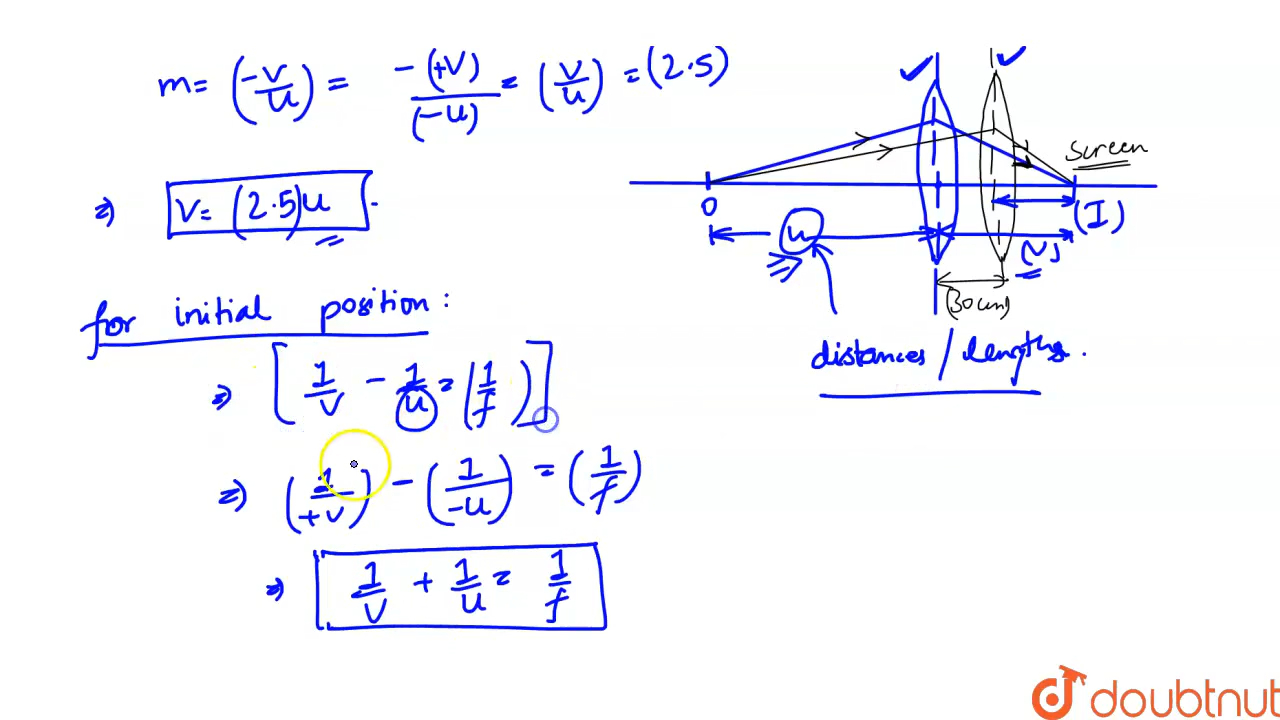 m= (-v/u) = -(+v)/(-u) = (v/u) = (2.5)
=> v= (2.5)u.
for initial position:
=> [1/v - 1/u = (1/f)]
=> (1/+v) - (1/-u) = (1/f)
=> 1/v + 1/u = 1/f
screen
O
u
(v)
(I)
(30cm)
distances / lengths.
doubtnut